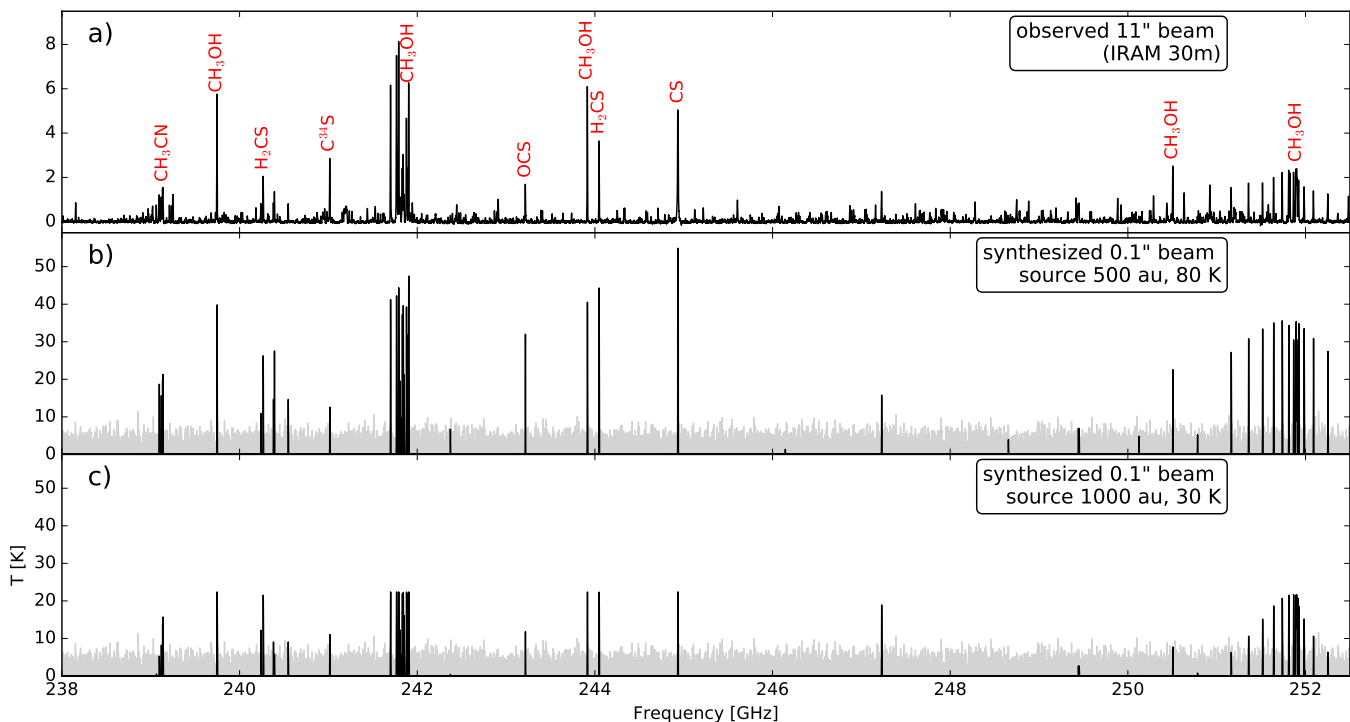 a)
observed 11" beam
(IRAM 30m)
CH₃CN
CH₃OH
H₂CS
C³⁴S
CH₃OH
OCS
CH₃OH
H₂CS
CS
CH₃OH
CH₃OH
8
6
4
2
0
b)
synthesized 0.1" beam
source 500 au, 80 K
50
40
30
20
10
0
c)
synthesized 0.1" beam
source 1000 au, 30 K
50
40
30
20
10
0
T [K]
238 240 242 244 246 248 250 252
Frequency [GHz]